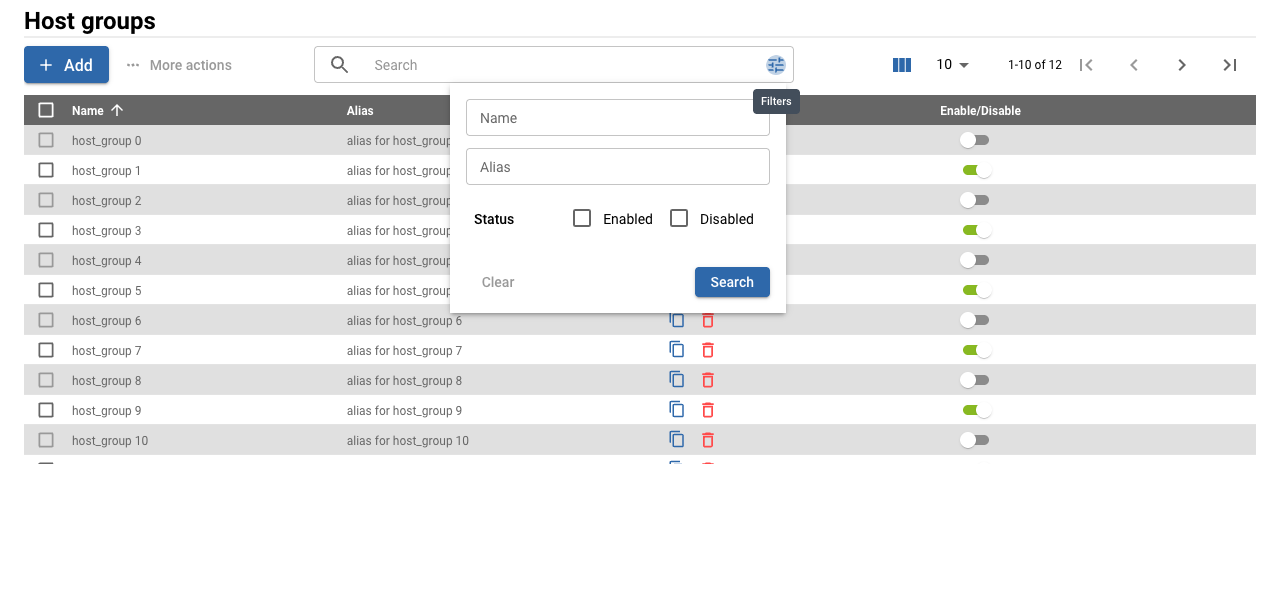 Host groups
Add
More actions
Search
10
1-10 of 12
Filters
Name
Alias
Enable/Disable
Name
Alias
Status
Enabled
Disabled
Clear
Search
host_group 0 alias for host_group
host_group 1 alias for host_group
host_group 2 alias for host_group
host_group 3 alias for host_group
host_group 4 alias for host_group
host_group 5 alias for host_group
host_group 6 alias for host_group 6
host_group 7 alias for host_group 7
host_group 8 alias for host_group 8
host_group 9 alias for host_group 9
host_group 10 alias for host_group 10